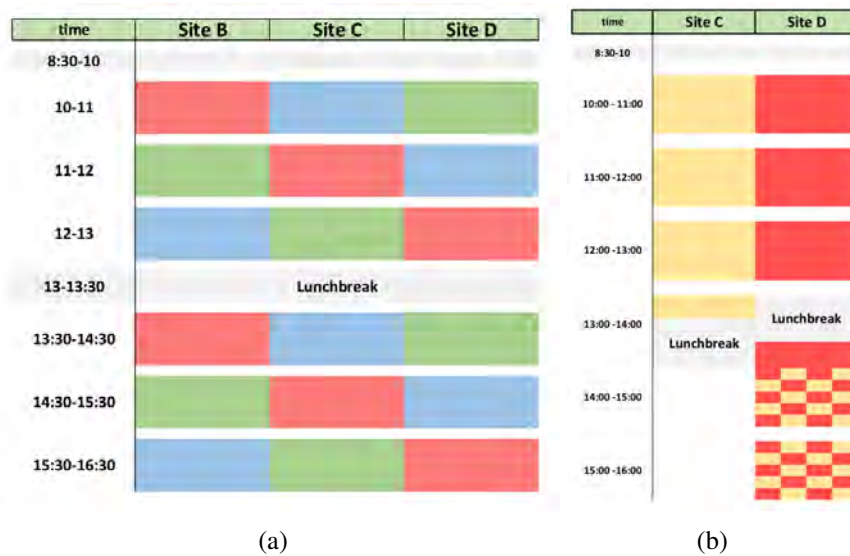 time Site B Site C Site D
8:30-10
10-11
11-12
12-13
13-13:30 Lunchbreak
13:30-14:30
14:30-15:30
15:30-16:30
(a)
time Site C Site D
8:30-10
10:00 - 11:00
11:00 -12:00
12:00 -13:00
Lunchbreak
13:00 -14:00
Lunchbreak
14:00 -15:00
15:00 -16:00
(b)